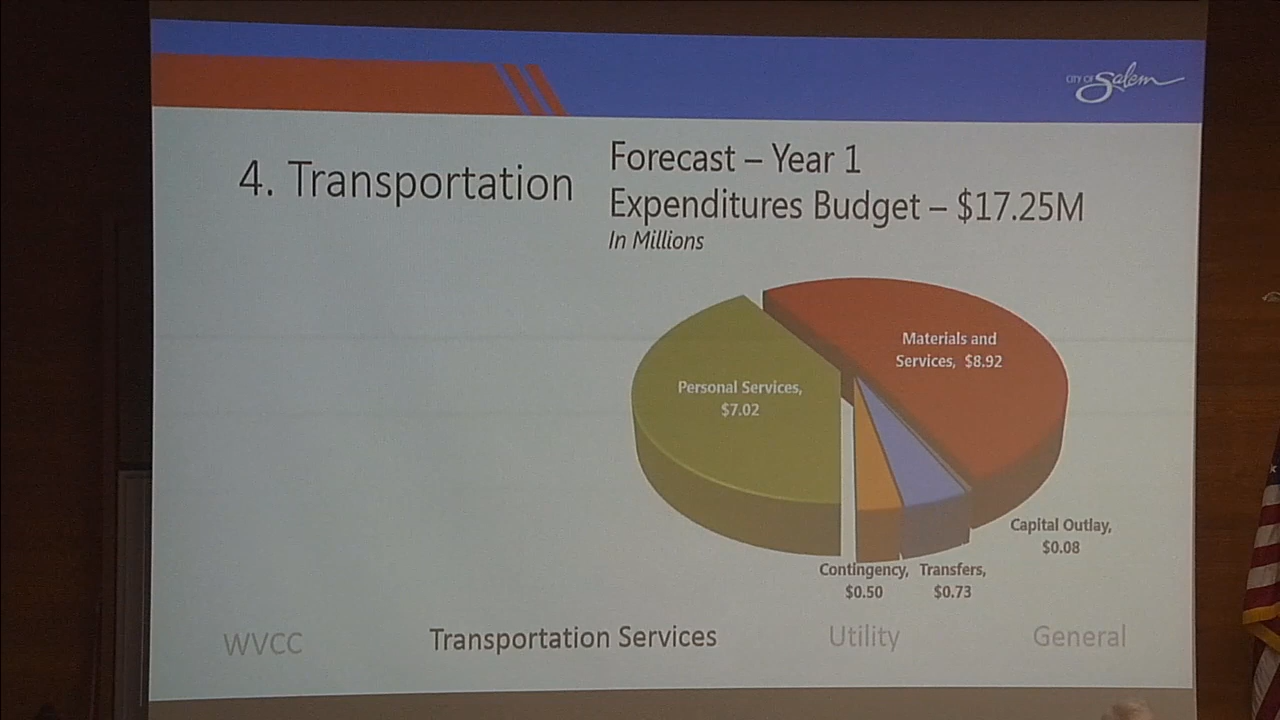 CITY OF Salem
4. Transportation
Forecast – Year 1
Expenditures Budget – $17.25M
In Millions
Materials and
Services, $8.92
Personal Services,
$7.02
Capital Outlay,
$0.08
Contingency,
$0.50
Transfers,
$0.73
WVCC
Transportation Services
Utility
General